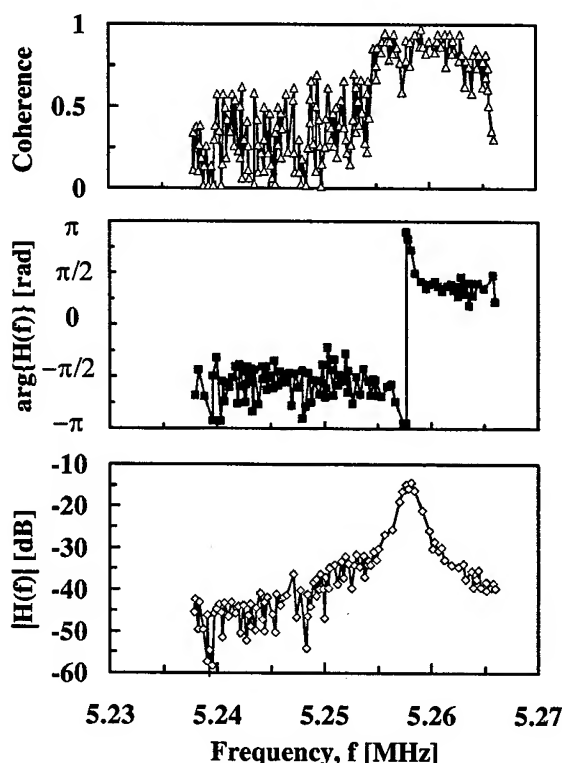 1
0.5
0
Coherence
π
π/2
0
−π/2
−π
arg{H(f)} [rad]
-10
-20
-30
-40
-50
-60
|H(f)| [dB]
5.23 5.24 5.25 5.26 5.27
Frequency, f [MHz]